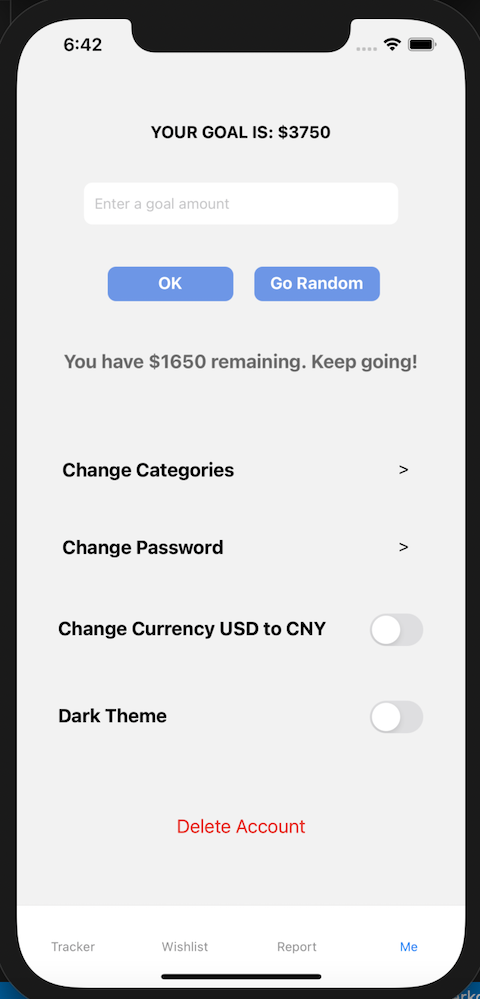 6:42
YOUR GOAL IS: $3750
Enter a goal amount
OK Go Random
You have $1650 remaining. Keep going!
Change Categories >
Change Password >
Change Currency USD to CNY
Dark Theme
Delete Account
Tracker Wishlist Report Me